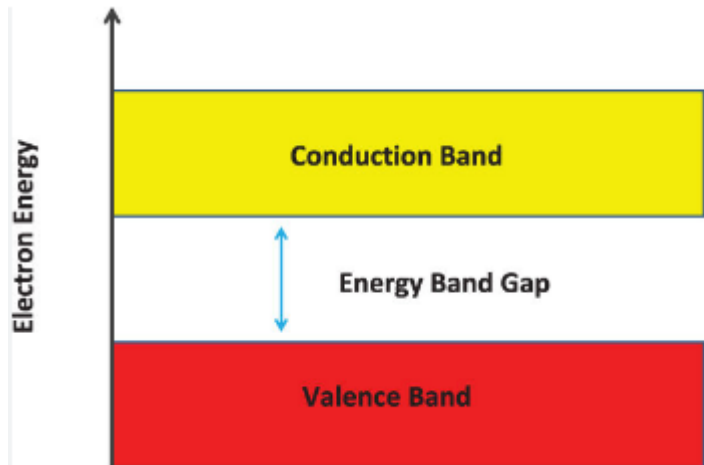 Electron Energy
Conduction Band
Energy Band Gap
Valence Band